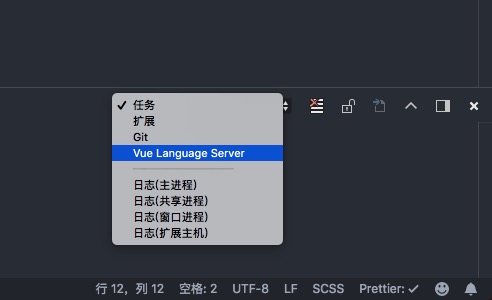 任务
扩展
Git
Vue Language Server
日志(主进程)
日志(共享进程)
日志(窗口进程)
日志(扩展主机)
行 12，列 12 空格: 2 UTF-8 LF SCSS Prettier: ✓